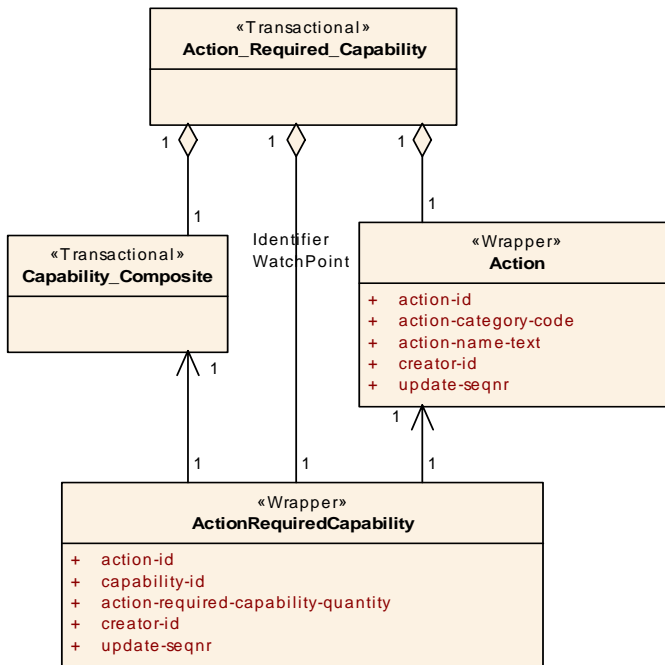 «Transactional»
Action_Required_Capability
1
1
1
1
1
Identifier
WatchPoint
«Transactional»
Capability_Composite
«Wrapper»
Action
+ action-id
+ action-category-code
+ action-name-text
+ creator-id
+ update-seqnr
1
1
1
1
1
«Wrapper»
ActionRequiredCapability
+ action-id
+ capability-id
+ action-required-capability-quantity
+ creator-id
+ update-seqnr